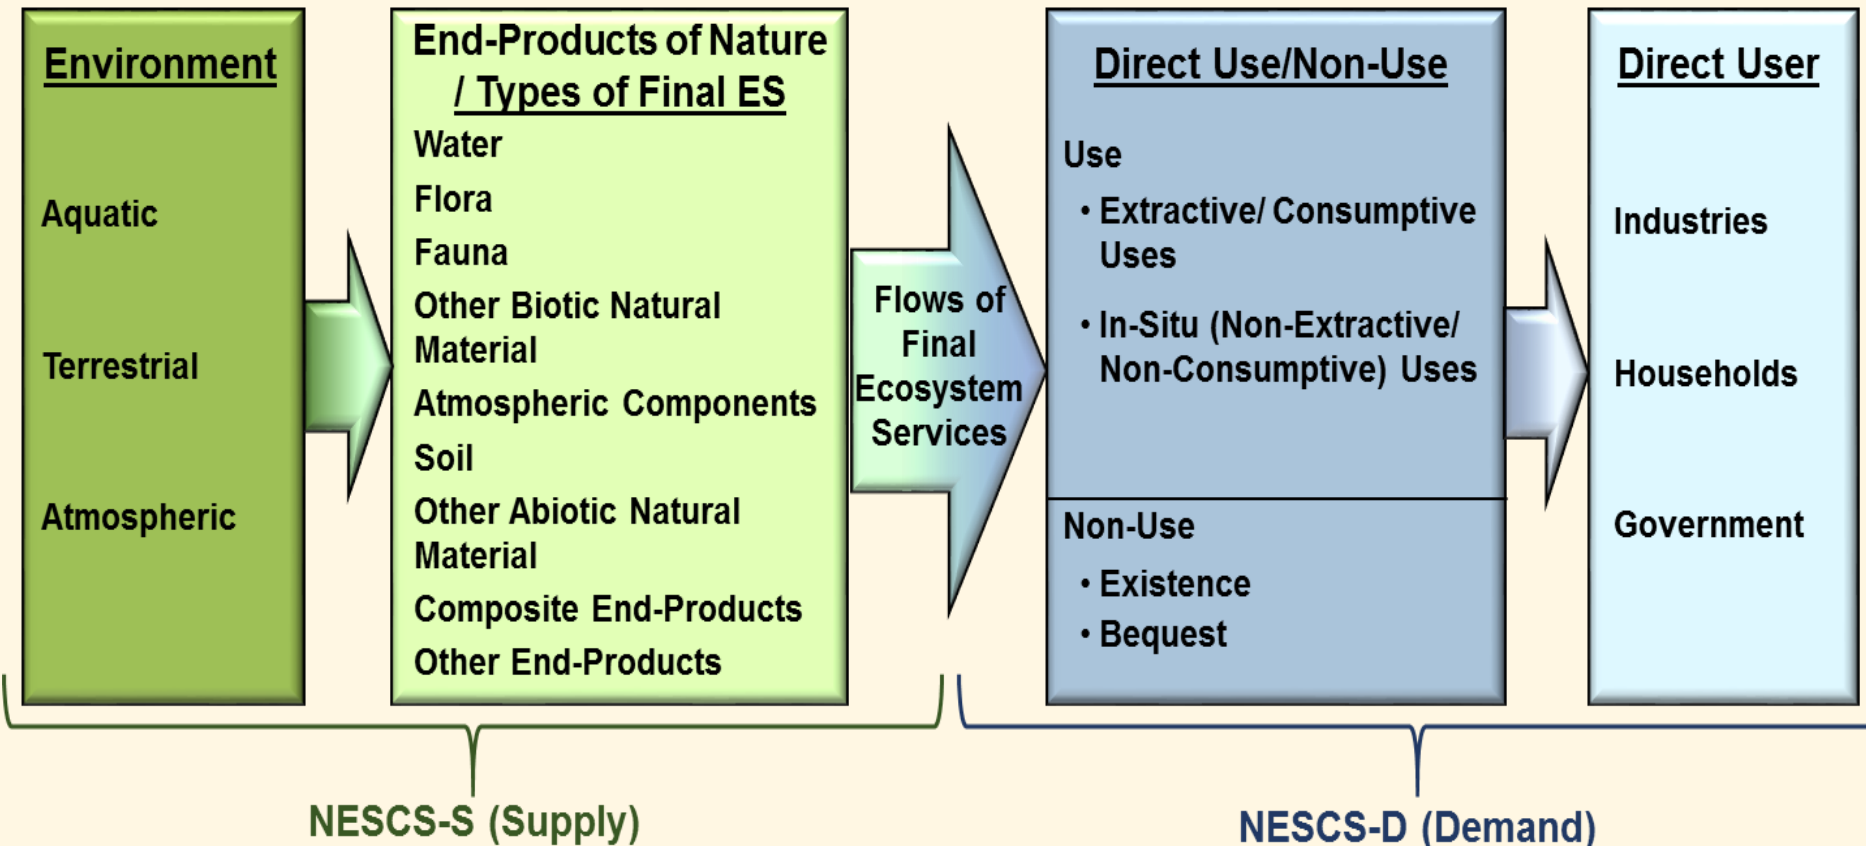 Environment
Aquatic
Terrestrial
Atmospheric
End-Products of Nature
/ Types of Final ES
Water
Flora
Fauna
Other Biotic Natural
Material
Atmospheric Components
Soil
Other Abiotic Natural
Material
Composite End-Products
Other End-Products
Flows of
Final
Ecosystem
Services
Direct Use/Non-Use
Use
• Extractive/ Consumptive
Uses
• In-Situ (Non-Extractive/
Non-Consumptive) Uses
Non-Use
• Existence
• Bequest
Direct User
Industries
Households
Government
NESCS-S (Supply)
NESCS-D (Demand)